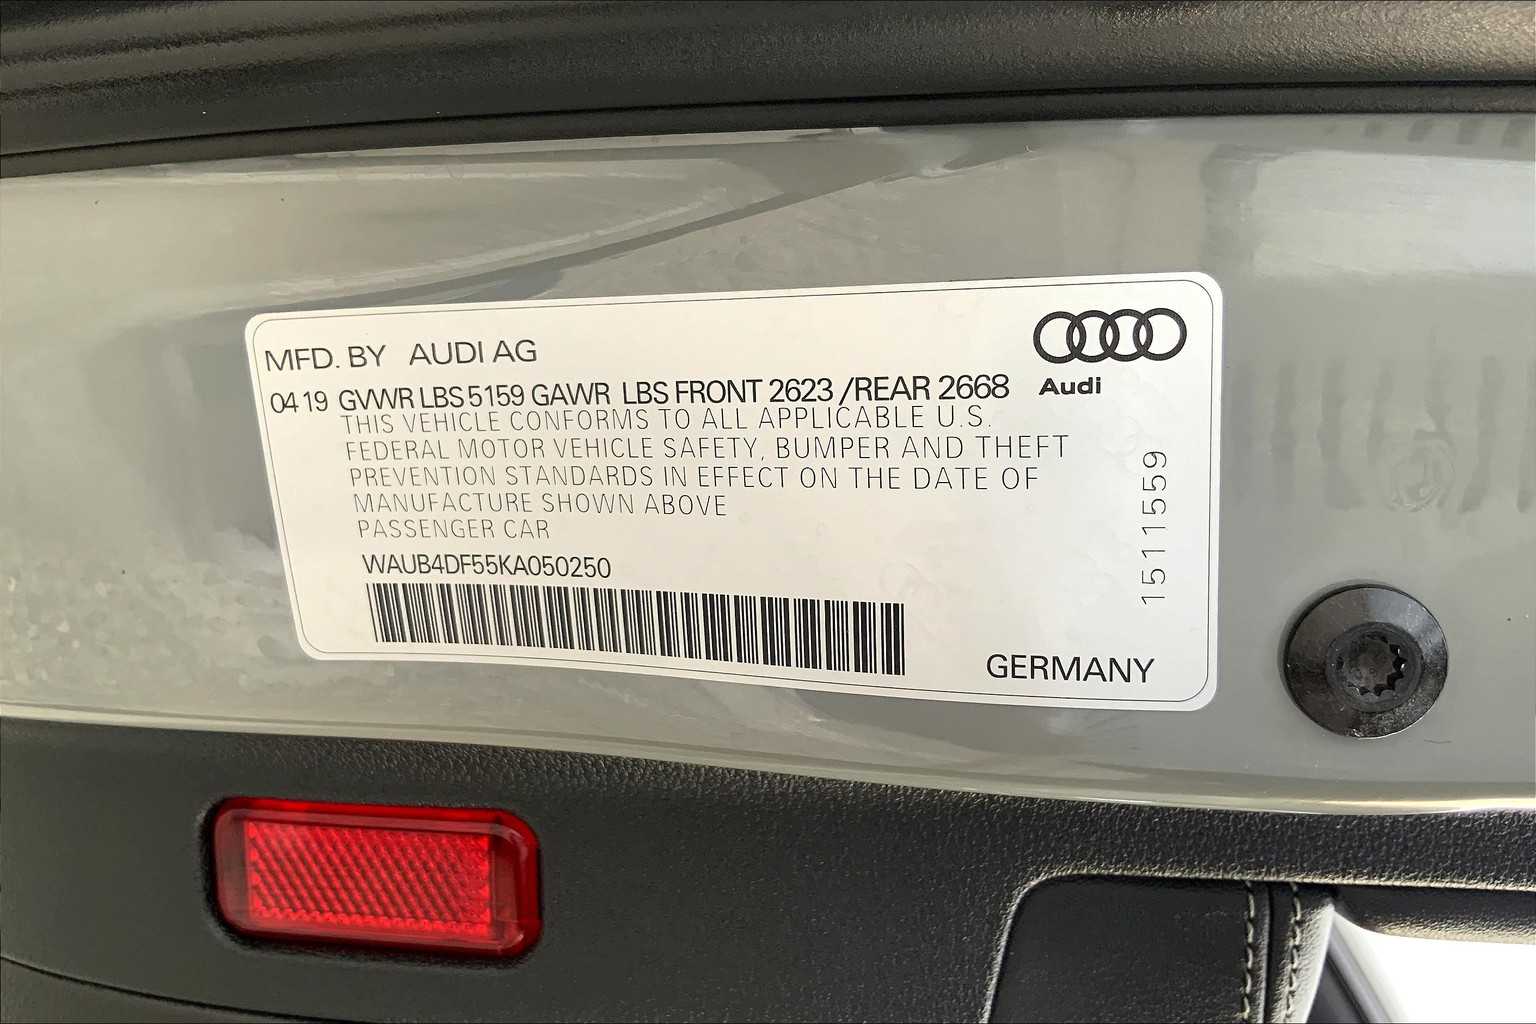 MFD. BY AUDI AG
Audi
04 19 GVWR LBS 5159 GAWR LBS FRONT 2623 /REAR 2668
THIS VEHICLE CONFORMS TO ALL APPLICABLE U.S.
FEDERAL MOTOR VEHICLE SAFETY, BUMPER AND THEFT
PREVENTION STANDARDS IN EFFECT ON THE DATE OF
MANUFACTURE SHOWN ABOVE
PASSENGER CAR
WAUB4DF55KA050250
1511559
GERMANY